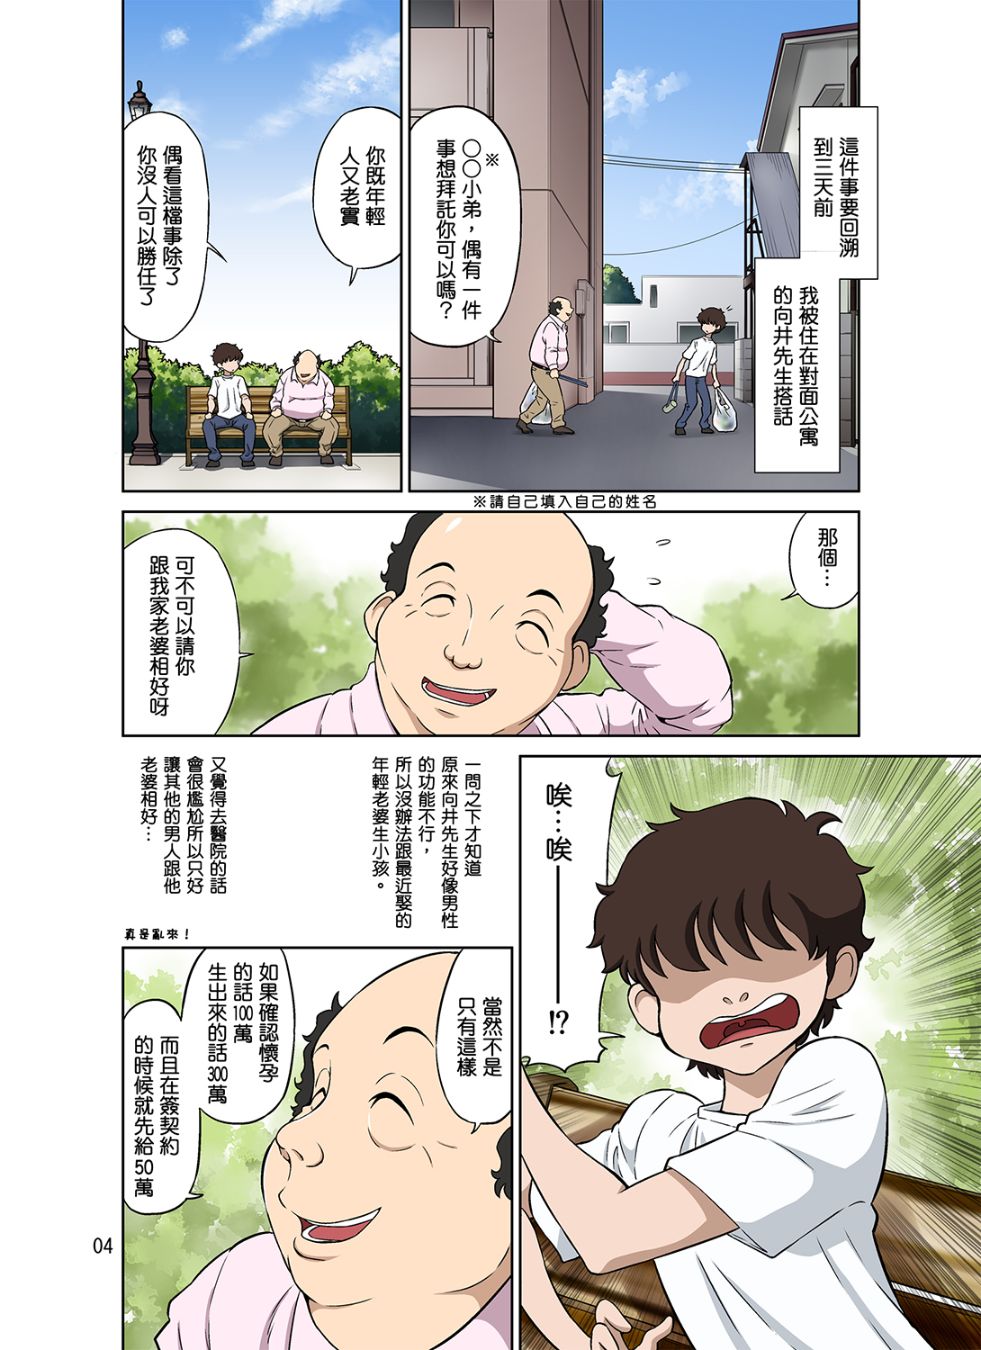 這件事要回溯
到三天前
我被住在對面公寓
的向井先生搭話
※
〇〇小弟，偶有一件
事想拜託你可以嗎？
※請自己填入自己的姓名
你既年輕
人又老實
偶看這檔事除了
你沒人可以勝任了
那個…
可不可以請你
跟我家老婆相好呀
唉…唉——!?
一問之下才知道
原來向井先生好像男性
的功能不行，
所以沒辦法跟最近娶的
年輕老婆生小孩。
又覺得去醫院的話
會很尷尬所以只好
讓其他的男人跟他
老婆相好…
真是亂來！
當然不是
只有這樣
如果確認懷孕
的話100萬
生出來的話300萬
而且在簽契約
的時候就先給50萬
04